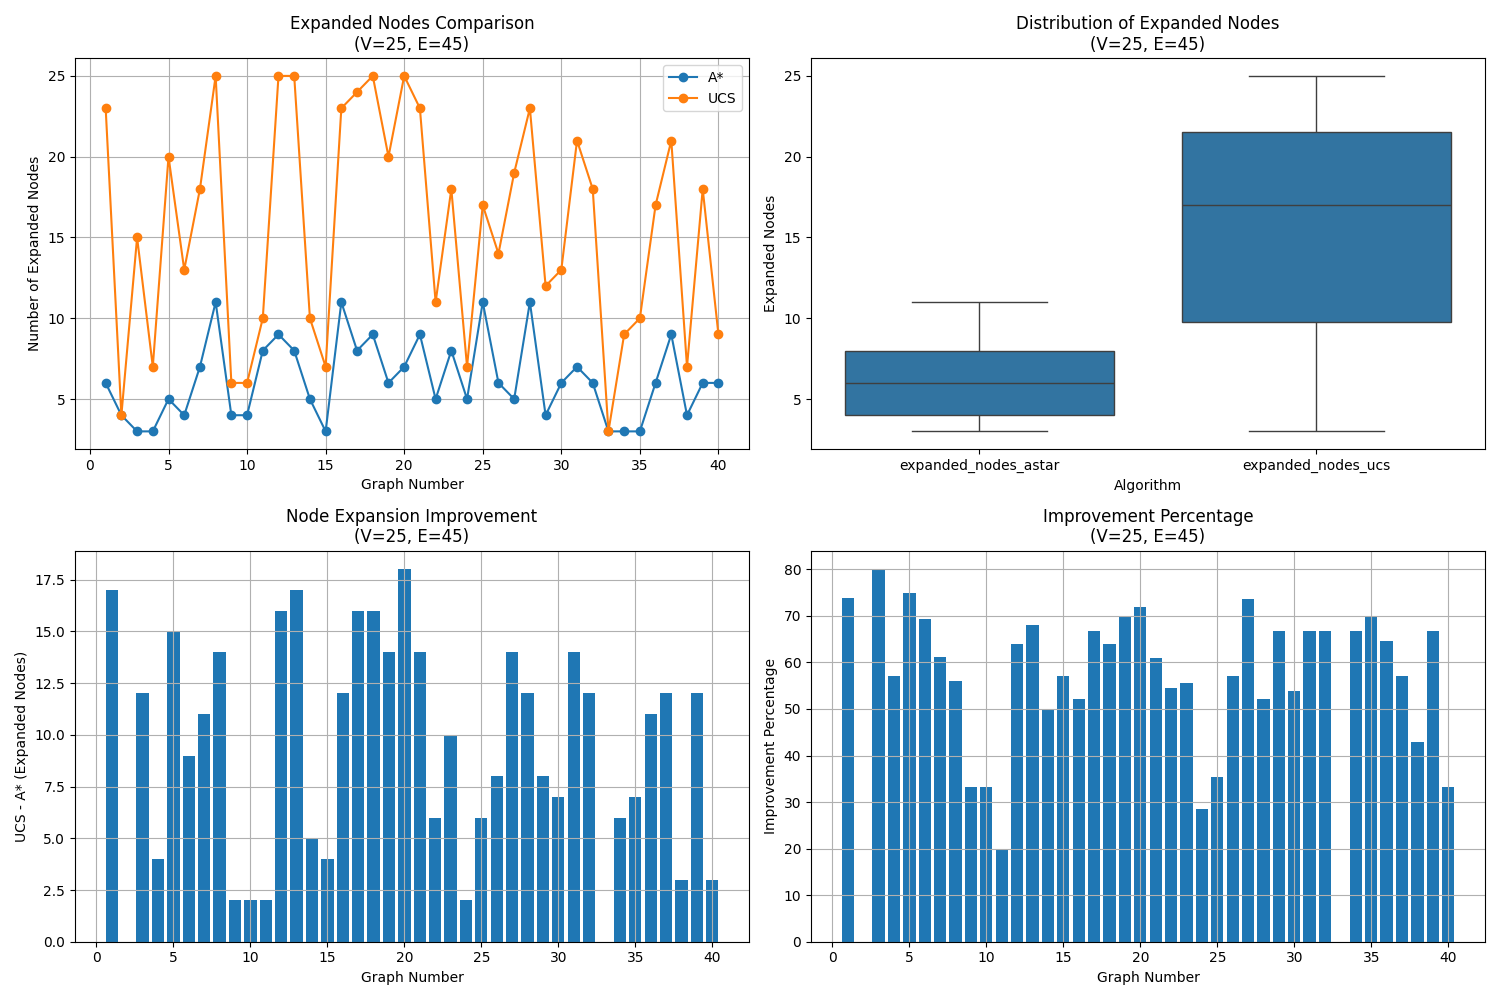 Expanded Nodes Comparison
(V=25, E=45)
Number of Expanded Nodes
25
20
15
10
5
A*
UCS
0 5 10 15 20 25 30 35 40
Graph Number
Distribution of Expanded Nodes
(V=25, E=45)
Expanded Nodes
25
20
15
10
5
expanded_nodes_astar expanded_nodes_ucs
Algorithm
Node Expansion Improvement
(V=25, E=45)
UCS - A* (Expanded Nodes)
17.5
15.0
12.5
10.0
7.5
5.0
2.5
0.0
0 5 10 15 20 25 30 35 40
Graph Number
Improvement Percentage
(V=25, E=45)
Improvement Percentage
80
70
60
50
40
30
20
10
0
0 5 10 15 20 25 30 35 40
Graph Number